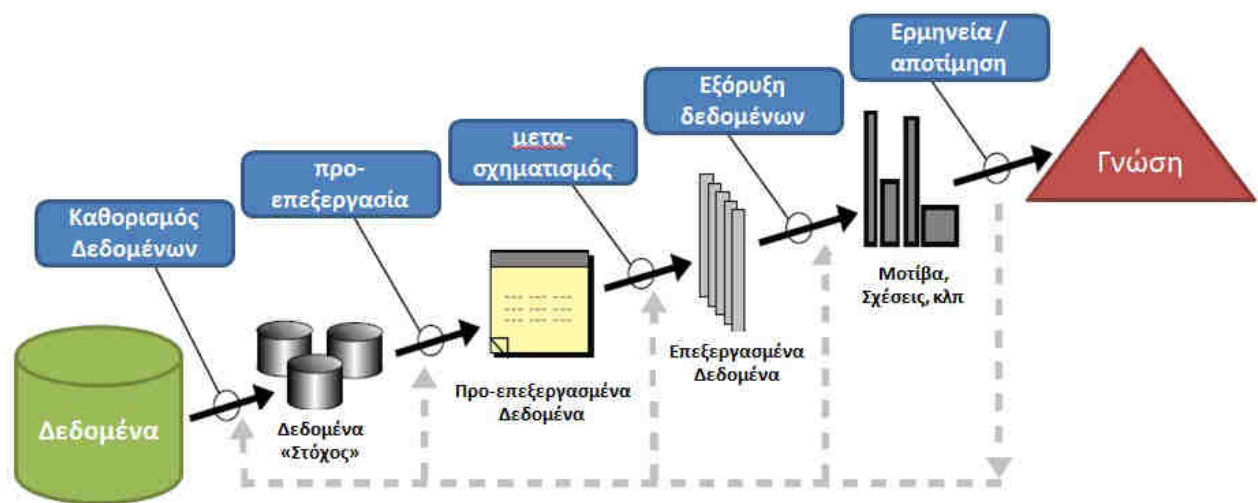 Ερμηνεία /
αποτίμηση
Εξόρυξη
δεδομένων
μετα-
σχηματισμός
προ-
επεξεργασία
Καθορισμός
Δεδομένων
Γνώση
Μοτίβα,
Σχέσεις, κλπ
Επεξεργασμένα
Δεδομένα
Προ-επεξεργασμένα
Δεδομένα
Δεδομένα
«Στόχος»
Δεδομένα